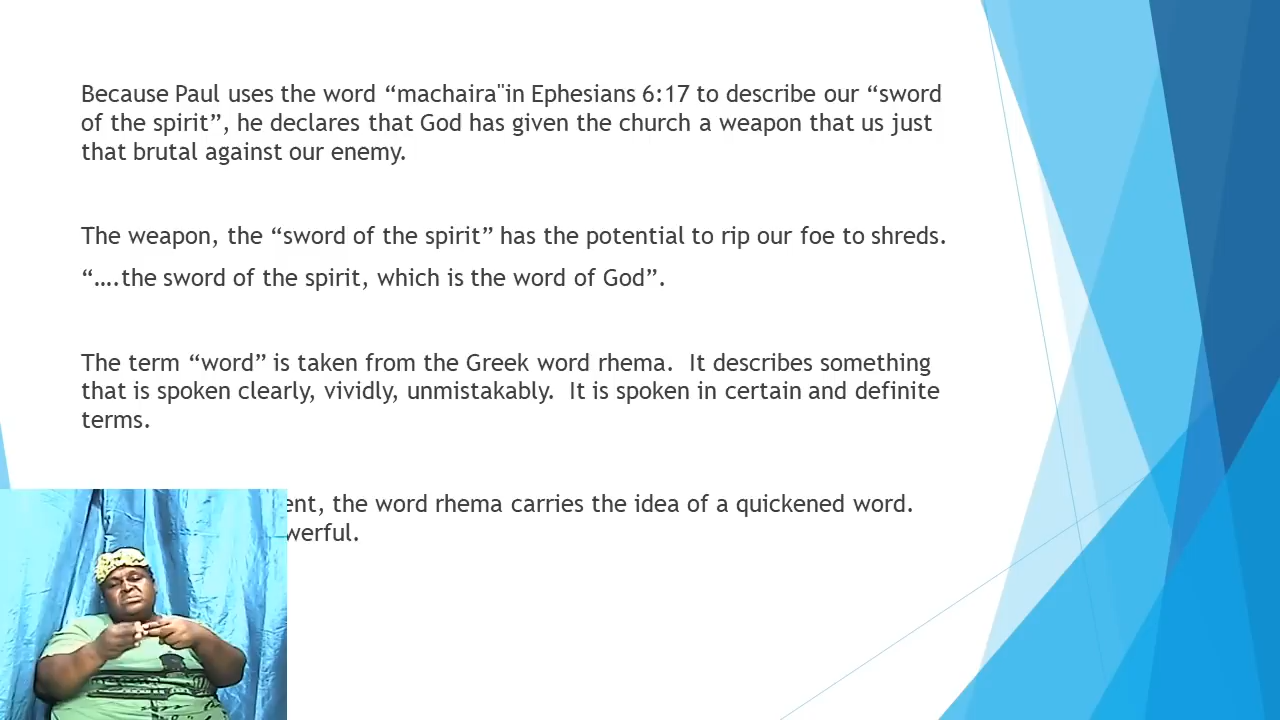 Because Paul uses the word “machaira"in Ephesians 6:17 to describe our “sword
of the spirit”, he declares that God has given the church a weapon that us just
that brutal against our enemy.
The weapon, the “sword of the spirit” has the potential to rip our foe to shreds.
“….the sword of the spirit, which is the word of God”.
The term “word” is taken from the Greek word rhema.  It describes something
that is spoken clearly, vividly, unmistakably.  It is spoken in certain and definite
terms.
ent, the word rhema carries the idea of a quickened word.
werful.